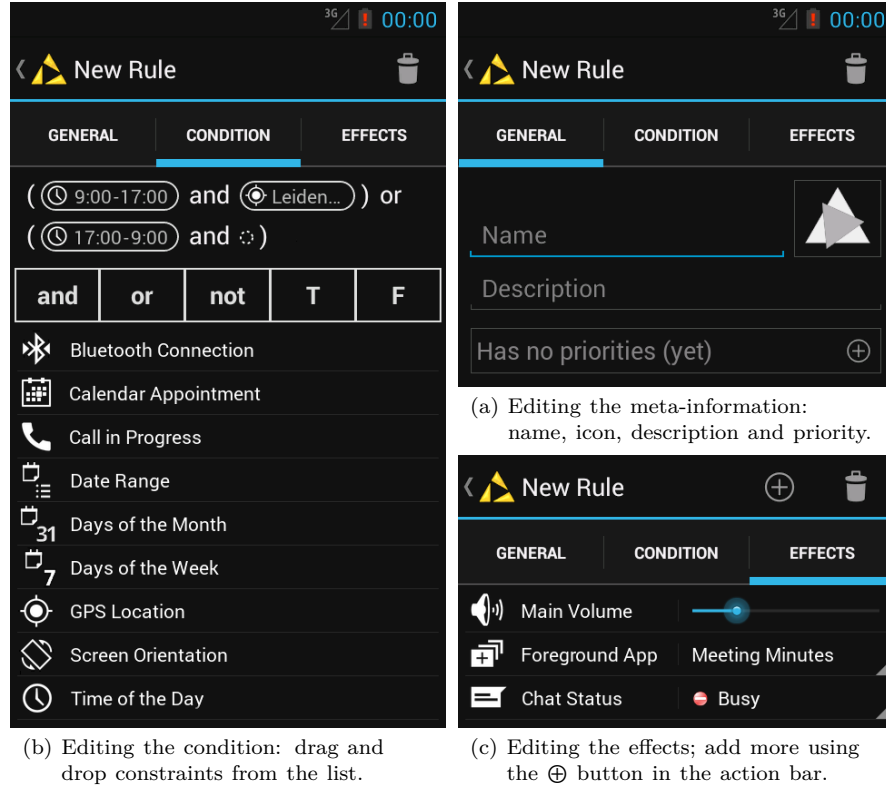 3G ! 00:00
New Rule
GENERAL CONDITION EFFECTS
( ( 9:00-17:00 and Leiden... ) ) or
( ( 17:00-9:00 and )
and or not T F
Bluetooth Connection
Calendar Appointment
Call in Progress
Date Range
31 Days of the Month
7 Days of the Week
GPS Location
Screen Orientation
Time of the Day
(b) Editing the condition: drag and
drop constraints from the list.
3G ! 00:00
New Rule
GENERAL CONDITION EFFECTS
Name
Description
Has no priorities (yet) ⊕
(a) Editing the meta-information:
name, icon, description and priority.
New Rule ⊕
GENERAL CONDITION EFFECTS
Main Volume
Foreground App Meeting Minutes
Chat Status Busy
(c) Editing the effects; add more using
the ⊕ button in the action bar.